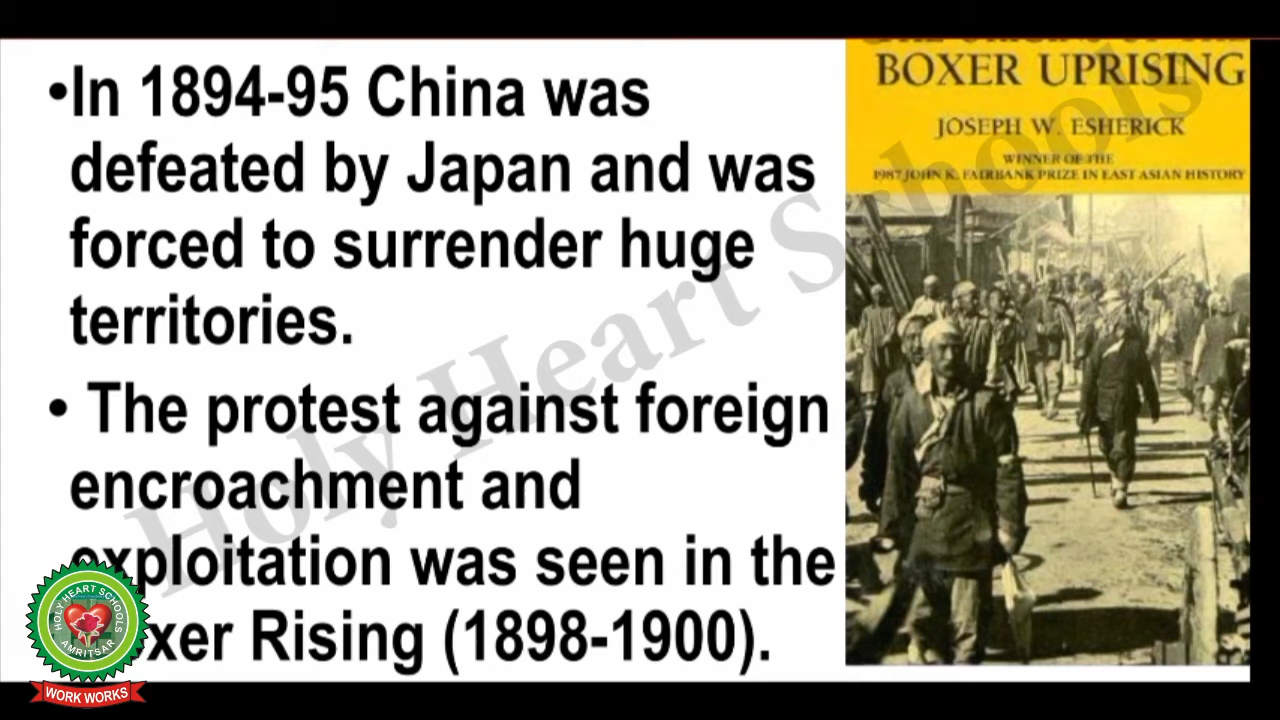 •In 1894-95 China was
defeated by Japan and was
forced to surrender huge
territories.
• The protest against foreign
encroachment and
exploitation was seen in the
xer Rising (1898-1900).
BOXER UPRISING
JOSEPH W. ESHERICK
WINNER OF THE
1987 JOHN K. FAIRBANK PRIZE IN EAST ASIAN HISTORY
Holy Heart Schools
HOLY HEART SCHOOLS
AMRITSAR
WORK WORKS